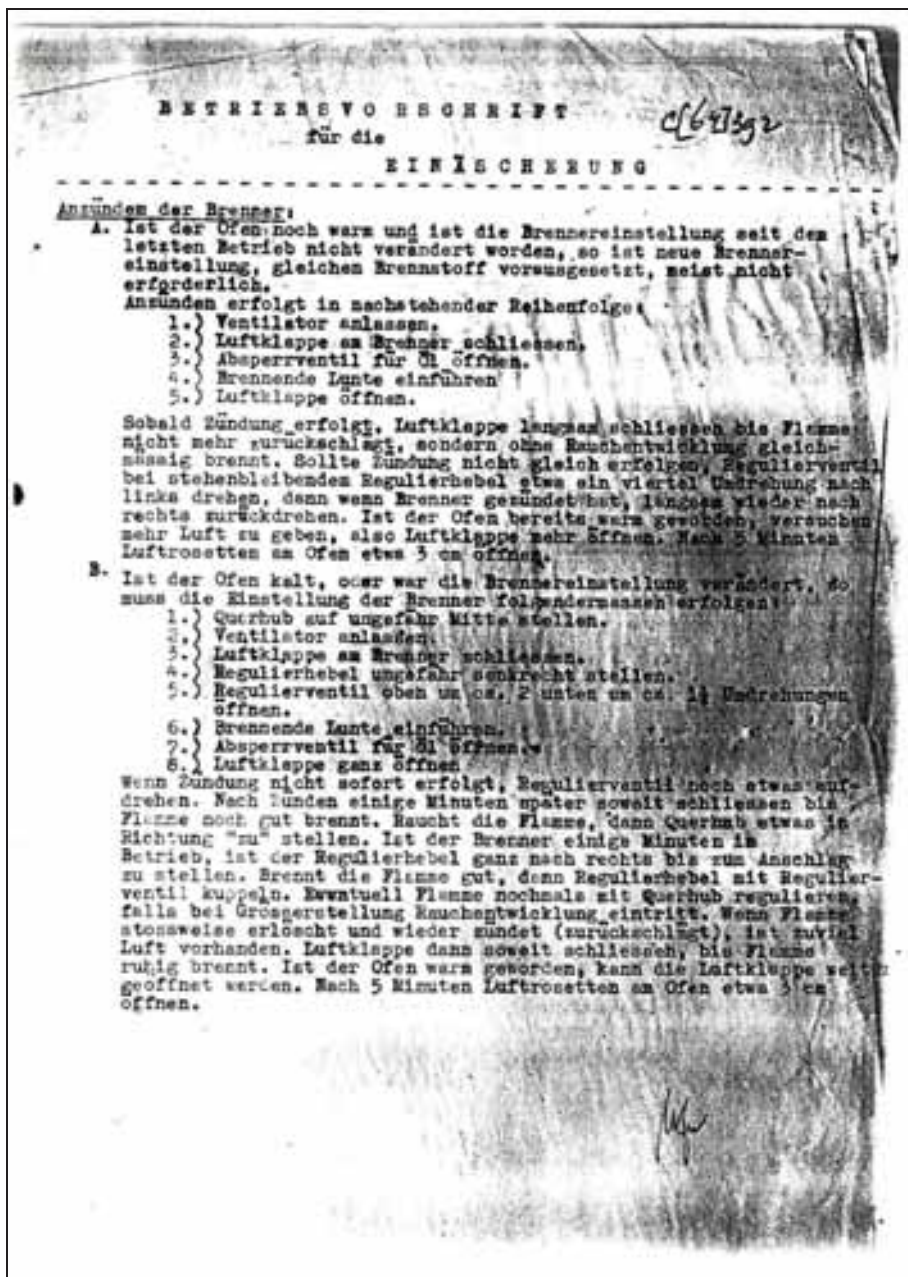 BETRIEBSVORSCHRIFT
für die
EINÄSCHERUNG
Anzünden der Brenner:
A. Ist der Ofen noch warm und ist die Brennereinstellung seit dem
letzten Betrieb nicht verändert worden, so ist neue Brenner-
einstellung, gleichen Brennstoff vorausgesetzt, meist nicht
erforderlich.
Anzünden erfolgt in nachstehender Reihenfolge:
1.) Ventilator anlassen.
2.) Luftklappe am Brenner schliessen.
3.) Absperrventil für Öl öffnen.
4.) Brennende Lunte einführen
5.) Luftklappe öffnen.
Sobald Zündung erfolgt, Luftklappe langsam schliessen bis Flamme
nicht mehr zurückschlägt, sondern ohne Rauchentwicklung gleich-
mässig brennt. Sollte Zündung nicht gleich erfolgen, Regulierventil
bei stehenbleibendem Regulierhebel etwa ein viertel Umdrehung nach
links drehen, dann wenn Brenner gezündet hat, langsam wieder nach
rechts zurückdrehen. Ist der Ofen bereits warm geworden, versuchen
mehr Luft zu geben, also Luftklappe mehr öffnen. Nach 5 Minuten
Luftrosetten am Ofen etwa 3 cm öffnen.
B. Ist der Ofen kalt, oder war die Brennereinstellung verändert, so
muss die Einstellung der Brenner folgendermassen erfolgen:
1.) Querhub auf ungefähr Mitte stellen.
2.) Ventilator anlassen.
3.) Luftklappe am Brenner schliessen.
4.) Regulierhebel ungefähr senkrecht stellen.
5.) Regulierventil oben um ca. 2 unten um ca. 1½ Umdrehungen
öffnen.
6.) Brennende Lunte einführen.
7.) Absperrventil für Öl öffnen.
8.) Luftklappe ganz öffnen
Wenn Zündung nicht sofort erfolgt, Regulierventil noch etwas auf-
drehen. Nach Zünden einige Minuten später soweit schliessen bis
Flamme noch gut brennt. Raucht die Flamme, dann Querhub etwas in
Richtung "zu" stellen. Ist der Brenner einige Minuten in
Betrieb, ist der Regulierhebel ganz nach rechts bis zum Anschlag
zu stellen. Brennt die Flamme gut, dann Regulierhebel mit Regulier-
ventil kuppeln. Ewventuell Flamme nochmals mit Querhub regulieren,
falls bei Grösserstellung Rauchentwicklung eintritt. Wenn Flamme
stossweise erlöscht und wieder zündet (zurückschlägt), ist zuviel
Luft vorhanden. Luftklappe dann soweit schliessen, bis Flamme
ruhig brennt. Ist der Ofen warm geworden, kann die Luftklappe weiter
geöffnet werden. Nach 5 Minuten Luftrosetten am Ofen etwa 3 cm
öffnen.